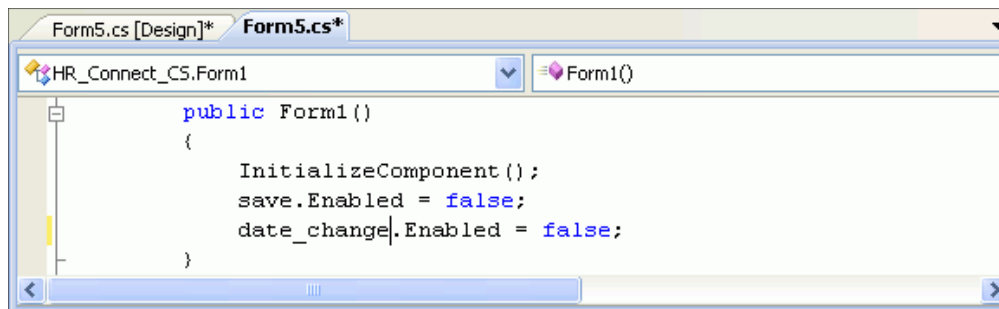 Form5.cs [Design]* Form5.cs*
HR_Connect_CS.Form1 Form1()
public Form1()
{
InitializeComponent();
save.Enabled = false;
date_change.Enabled = false;
}